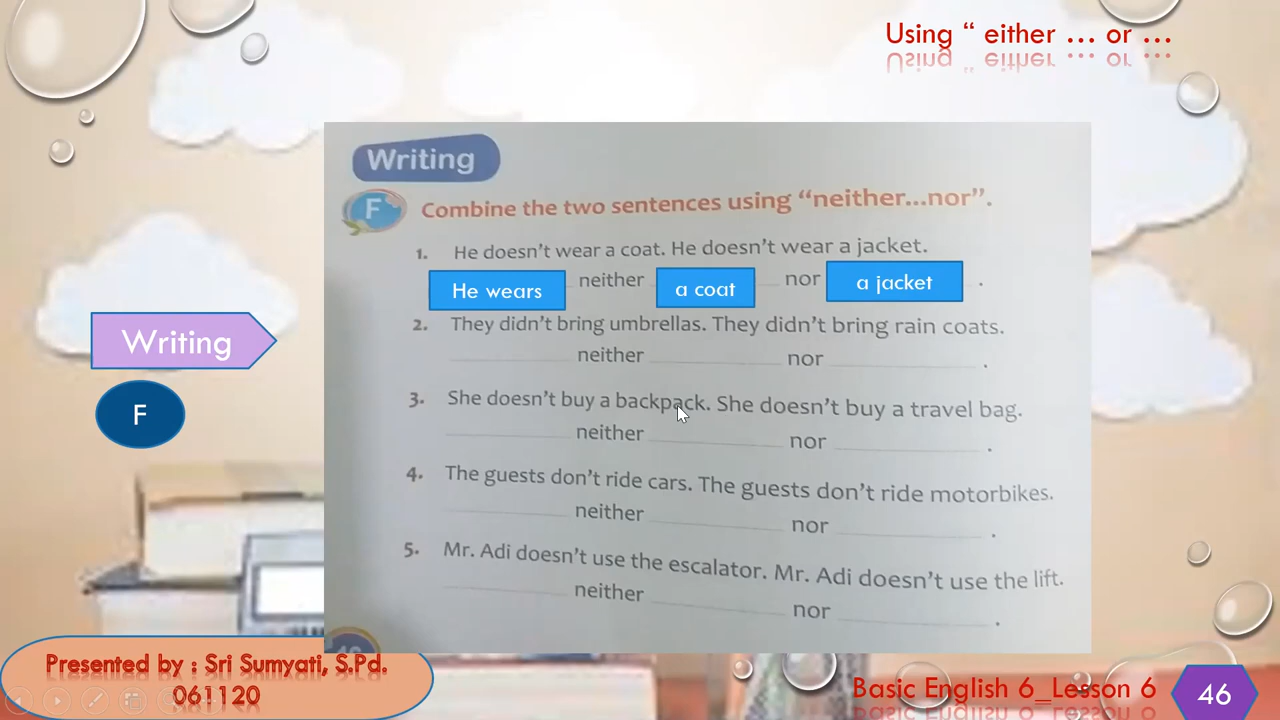 Using “ either … or …
Writing
F
Combine the two sentences using “neither...nor”.
1. He doesn't wear a coat. He doesn't wear a jacket.
He wears neither a coat nor a jacket .
2. They didn't bring umbrellas. They didn't bring rain coats.
neither nor .
3. She doesn't buy a backpack. She doesn't buy a travel bag.
neither nor .
4. The guests don't ride cars. The guests don't ride motorbikes.
neither nor .
5. Mr. Adi doesn't use the escalator. Mr. Adi doesn't use the lift.
neither nor .
Writing
F
Presented by : Sri Sumyati, S.Pd.
061120
Basic English 6_Lesson 6
46